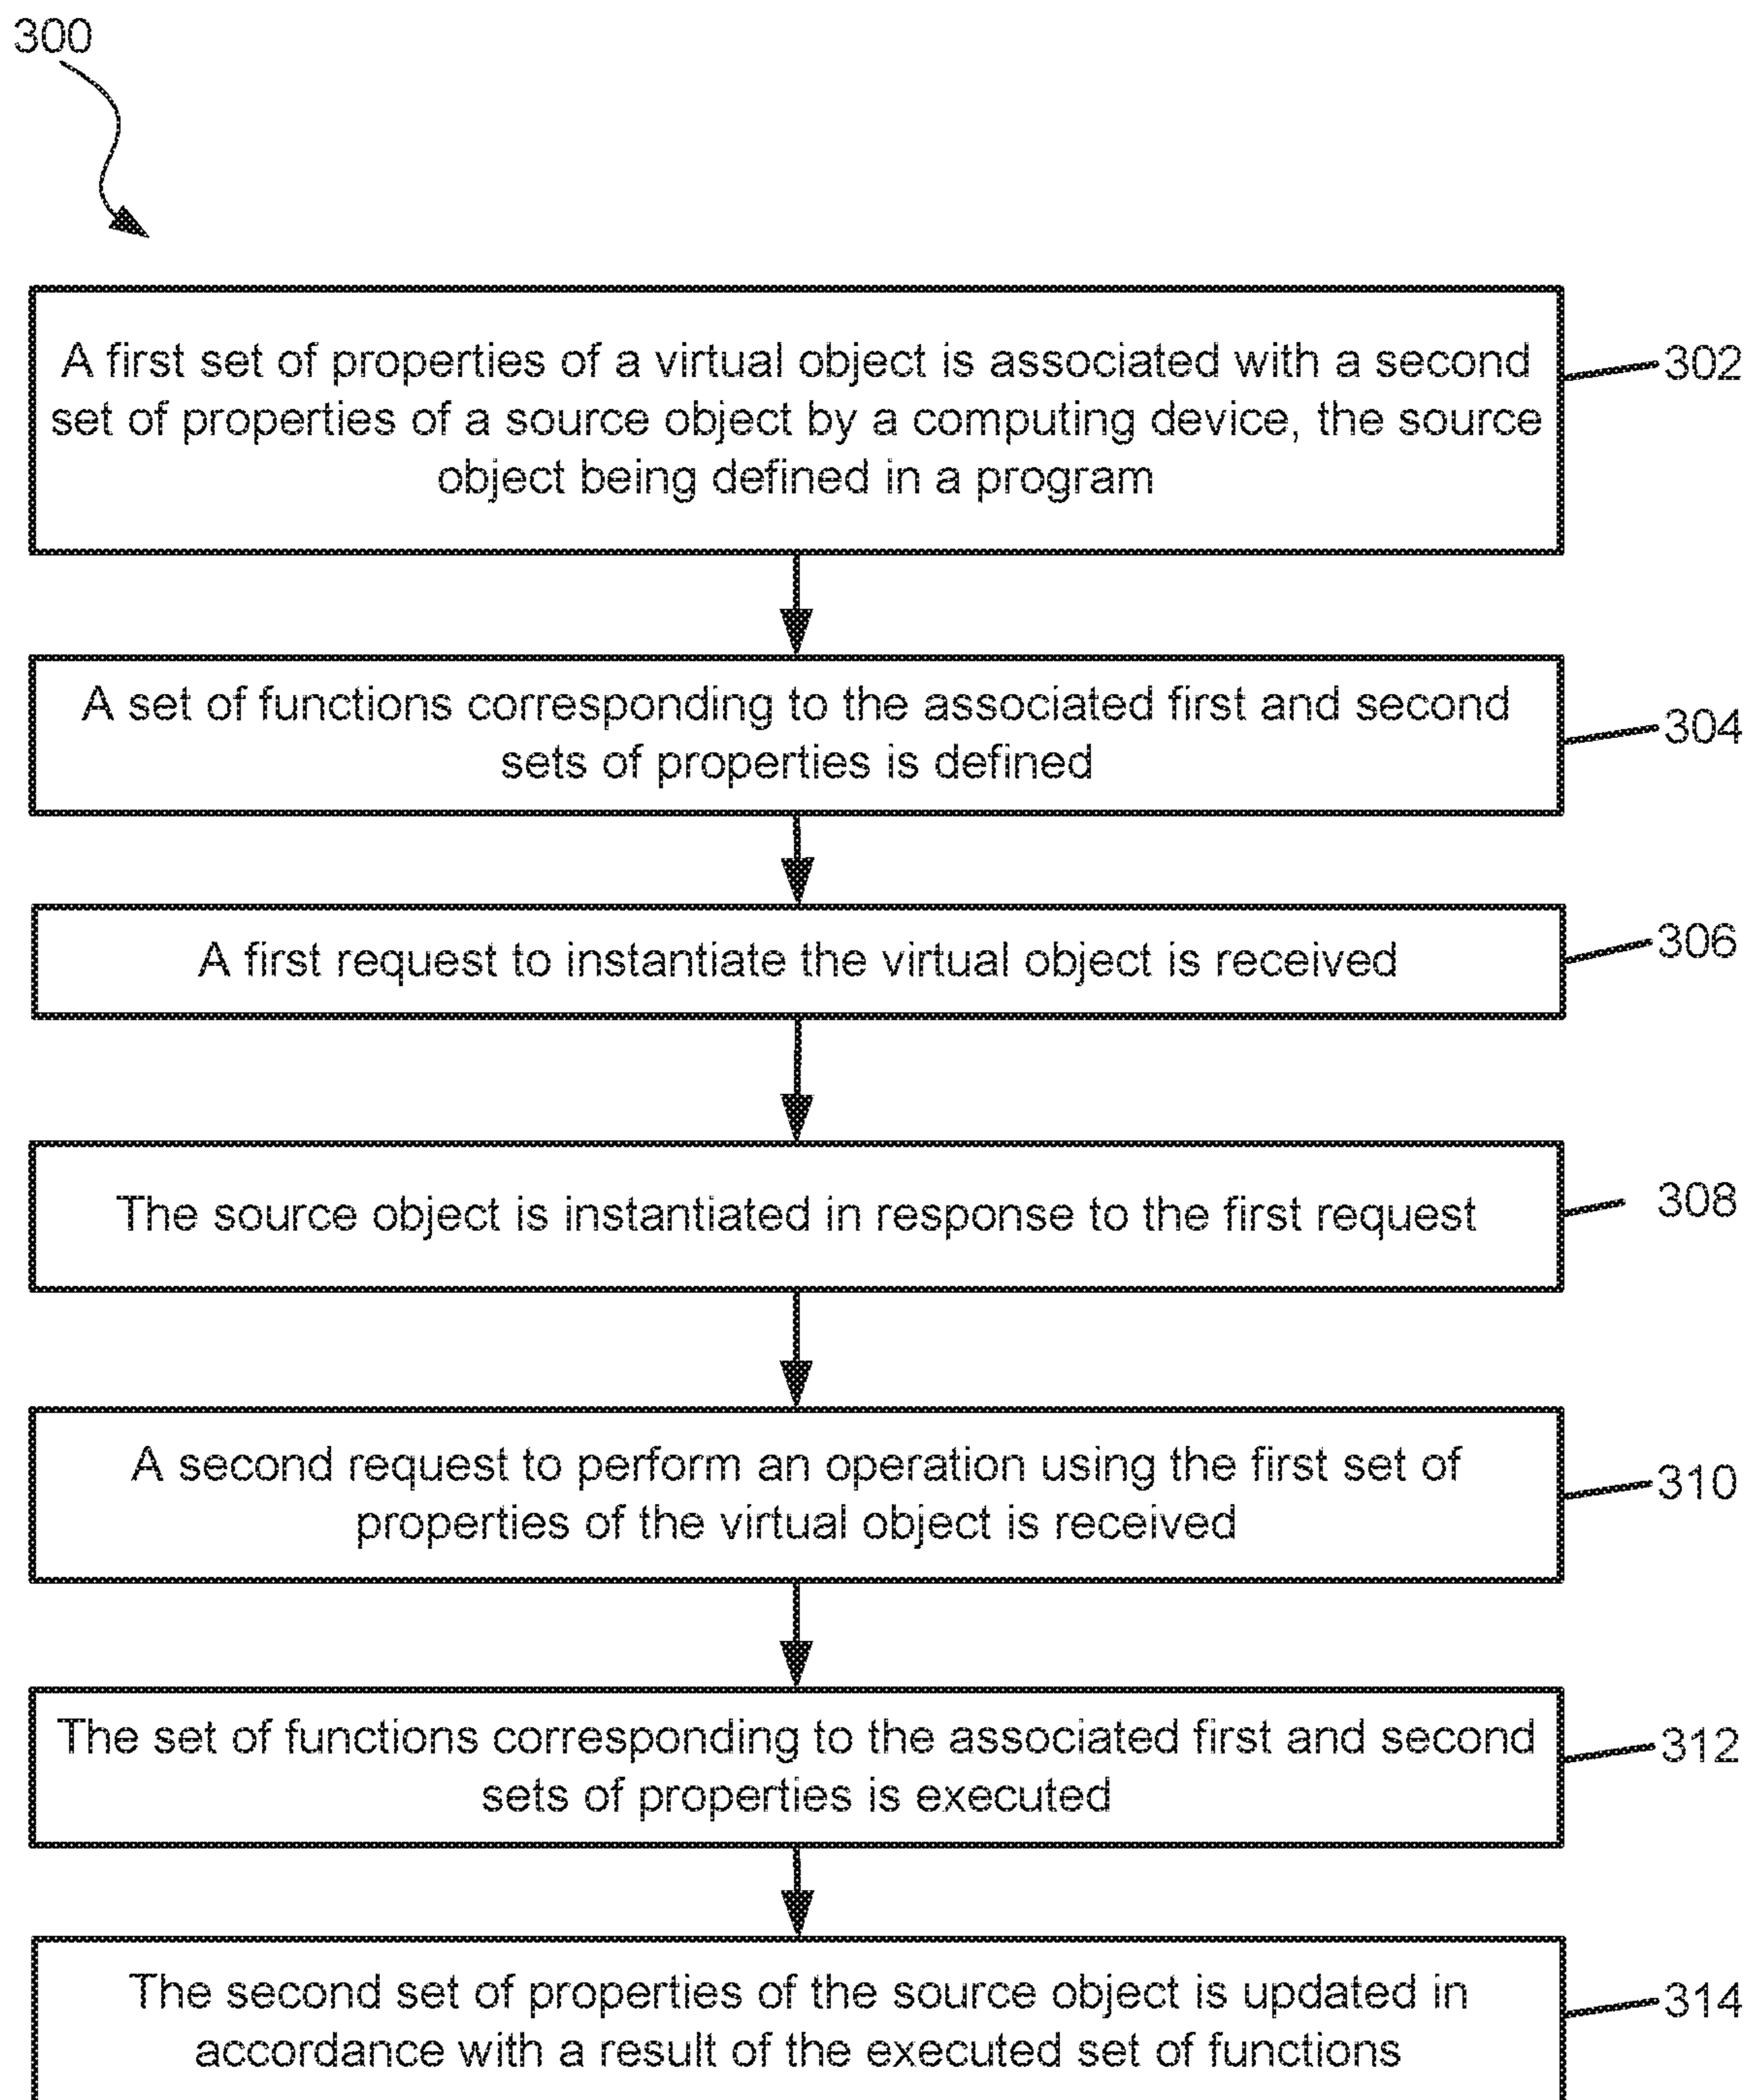 300
A first set of properties of a virtual object is associated with a second
set of properties of a source object by a computing device, the source
object being defined in a program
302
A set of functions corresponding to the associated first and second
sets of properties is defined
304
A first request to instantiate the virtual object is received
306
The source object is instantiated in response to the first request
308
A second request to perform an operation using the first set of
properties of the virtual object is received
310
The set of functions corresponding to the associated first and second
sets of properties is executed
312
The second set of properties of the source object is updated in
accordance with a result of the executed set of functions
314